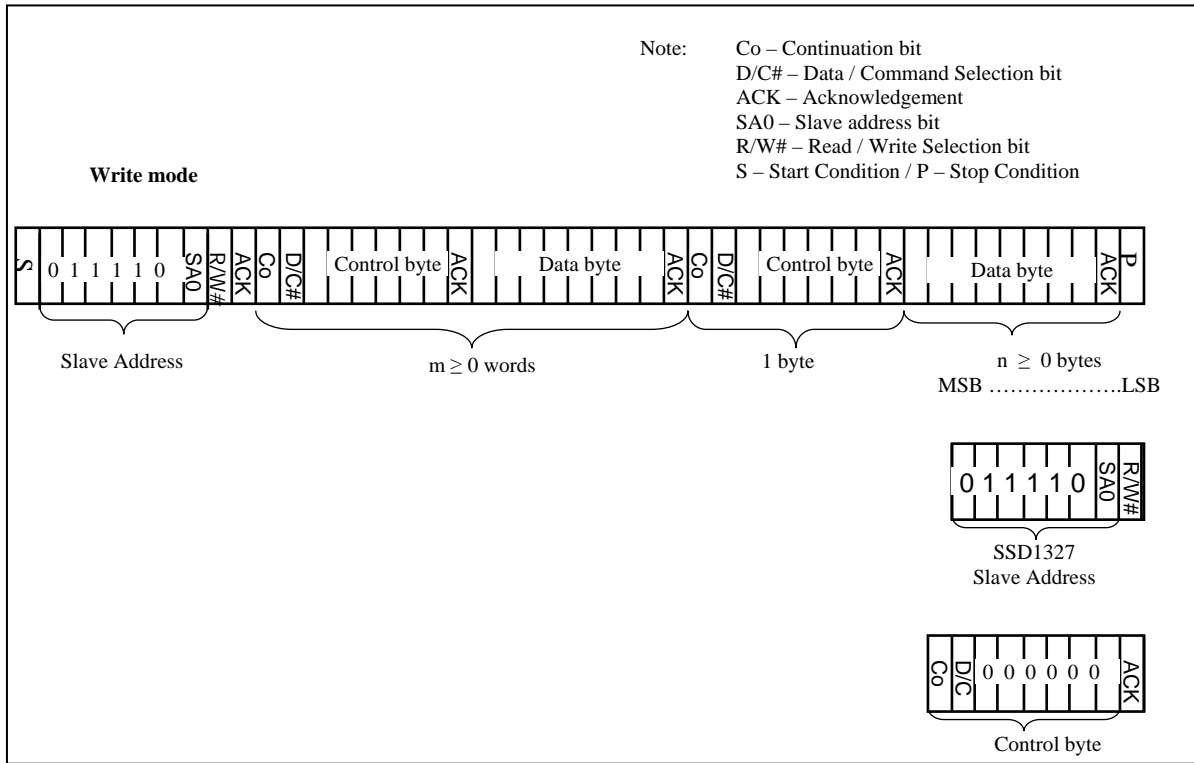 Note: Co – Continuation bit
D/C# – Data / Command Selection bit
ACK – Acknowledgement
SA0 – Slave address bit
R/W# – Read / Write Selection bit
S – Start Condition / P – Stop Condition
Write mode
S 0 1 1 1 1 0 SA0 R/W# ACK Co D/C# Control byte ACK Data byte ACK Co D/C# Control byte ACK Data byte ACK P
Slave Address m ≥ 0 words 1 byte n ≥ 0 bytes
MSB ………………….LSB
0 1 1 1 1 0 SA0 R/W#
SSD1327
Slave Address
Co D/C 0 0 0 0 0 0 ACK
Control byte